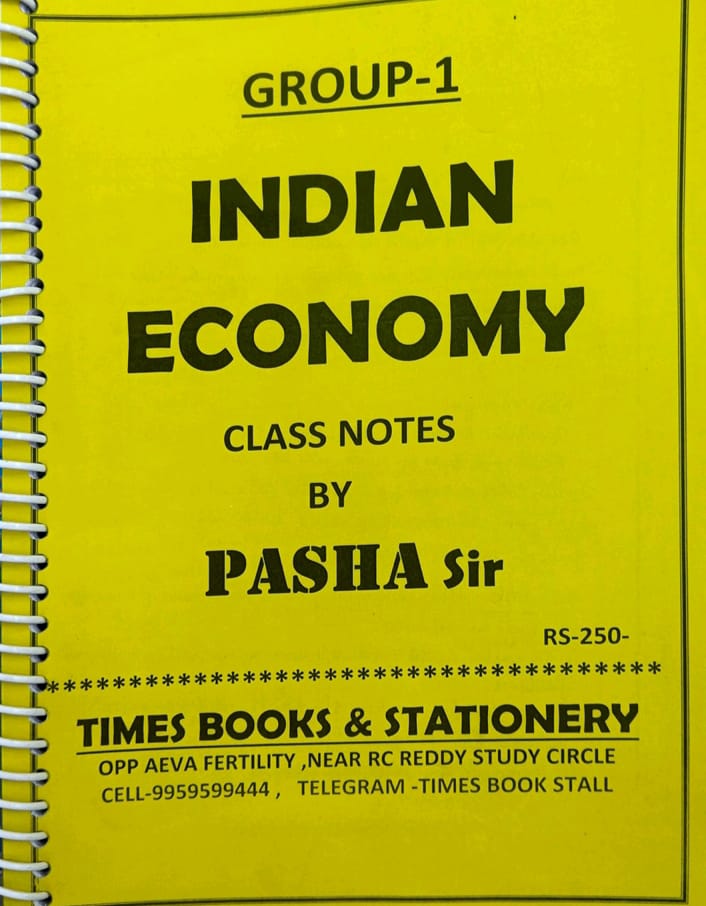 GROUP-1
INDIAN
ECONOMY
CLASS NOTES
BY
PASHA Sir
RS-250-
*************************************
TIMES BOOKS & STATIONERY
OPP AEVA FERTILITY ,NEAR RC REDDY STUDY CIRCLE
CELL-9959599444 , TELEGRAM -TIMES BOOK STALL